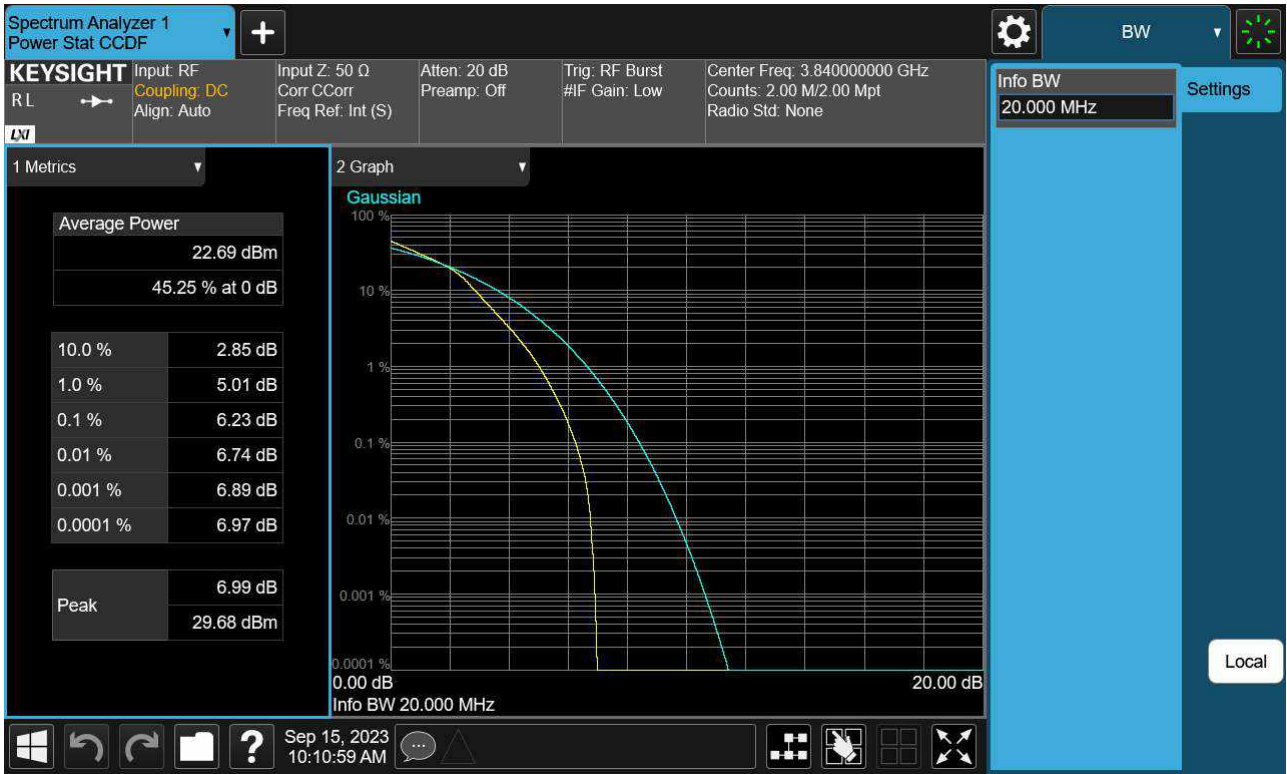 Spectrum Analyzer 1
Power Stat CCDF
BW
KEYSIGHT
RL
LXI
Input: RF
Coupling: DC
Align: Auto
Input Z: 50 Ω
Corr CCorr
Freq Ref: Int (S)
Atten: 20 dB
Preamp: Off
Trig: RF Burst
#IF Gain: Low
Center Freq: 3.840000000 GHz
Counts: 2.00 M/2.00 Mpt
Radio Std: None
Info BW
20.000 MHz
Settings
1 Metrics
Average Power
22.69 dBm
45.25 % at 0 dB
10.0 % 2.85 dB
1.0 % 5.01 dB
0.1 % 6.23 dB
0.01 % 6.74 dB
0.001 % 6.89 dB
0.0001 % 6.97 dB
Peak
6.99 dB
29.68 dBm
2 Graph
Gaussian
100 %
10 %
1 %
0.1 %
0.01 %
0.001 %
0.0001 %
0.00 dB 20.00 dB
Info BW 20.000 MHz
Local
?
Sep 15, 2023
10:10:59 AM